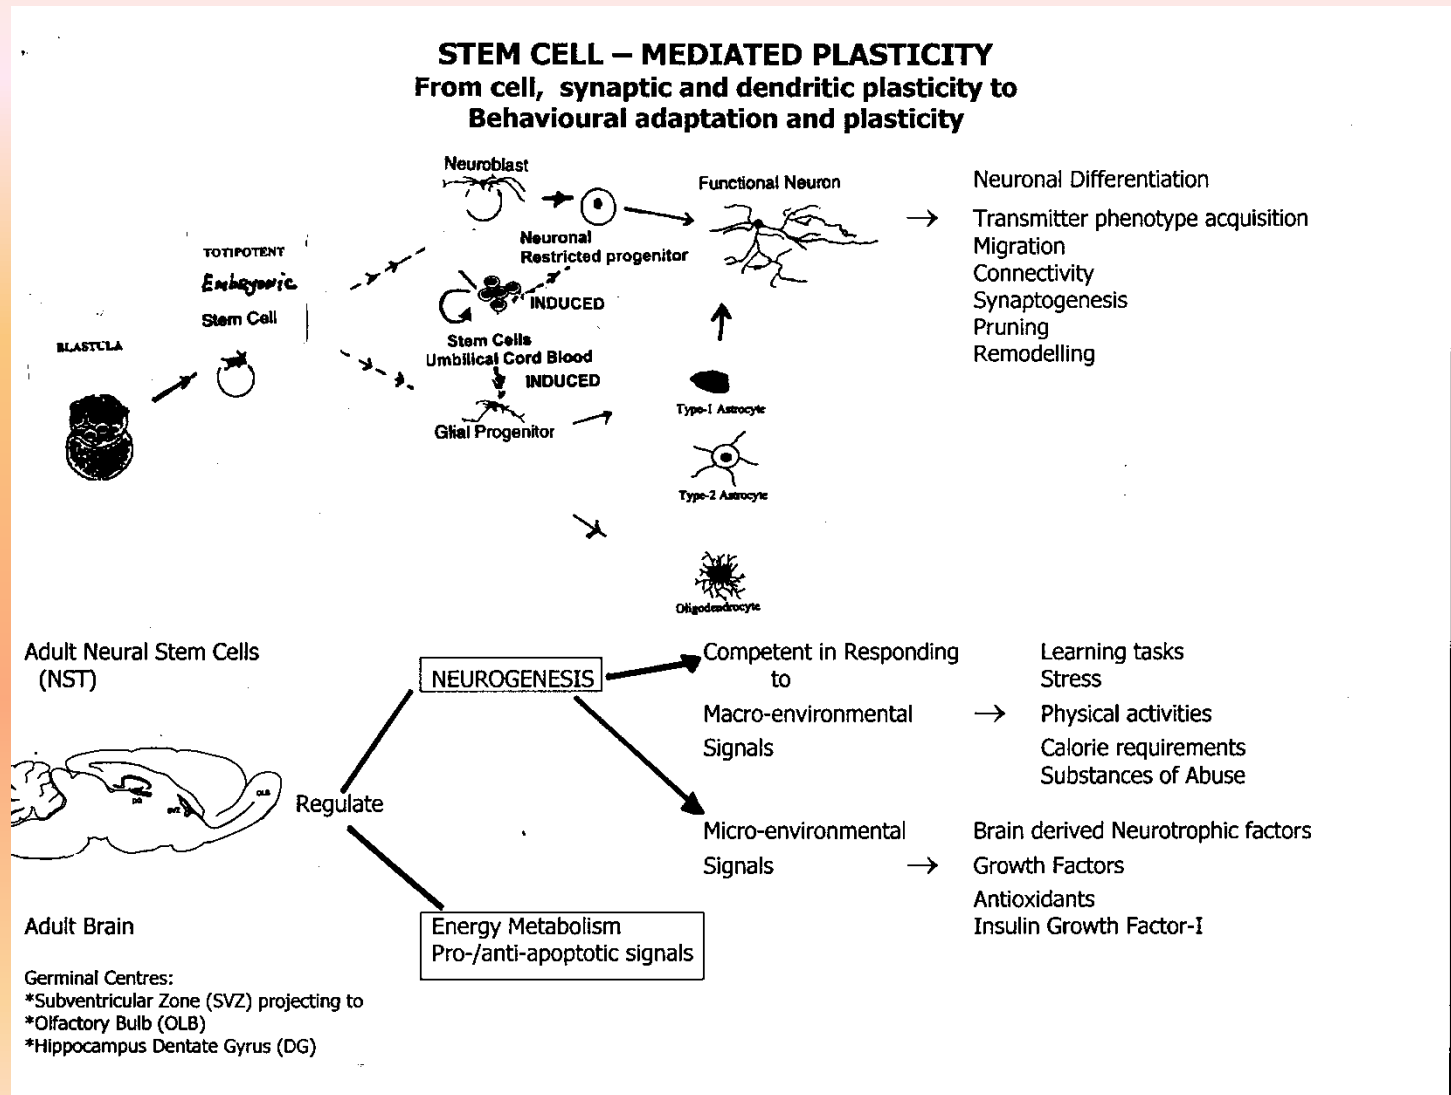 STEM CELL – MEDIATED PLASTICITY
From cell, synaptic and dendritic plasticity to
Behavioural adaptation and plasticity
Neuroblast
Neuronal
Restricted progenitor
Functional Neuron
Neuronal Differentiation
→ Transmitter phenotype acquisition
Migration
Connectivity
Synaptogenesis
Pruning
Remodelling
TOTIPOTENT
Embryonic
Stem Cell
BLASTULA
INDUCED
Stem Cells
Umbilical Cord Blood
INDUCED
Glial Progenitor
Type-1 Astrocyte
Type-2 Astrocyte
Oligodendrocyte
Adult Neural Stem Cells
(NST)
NEUROGENESIS
Competent in Responding
to
Macro-environmental
Signals
→
Learning tasks
Stress
Physical activities
Calorie requirements
Substances of Abuse
DG
SVZ
OLB
Regulate
Micro-environmental
Signals →
Brain derived Neurotrophic factors
Growth Factors
Antioxidants
Insulin Growth Factor-I
Energy Metabolism
Pro-/anti-apoptotic signals
Adult Brain
Germinal Centres:
*Subventricular Zone (SVZ) projecting to
*Olfactory Bulb (OLB)
*Hippocampus Dentate Gyrus (DG)